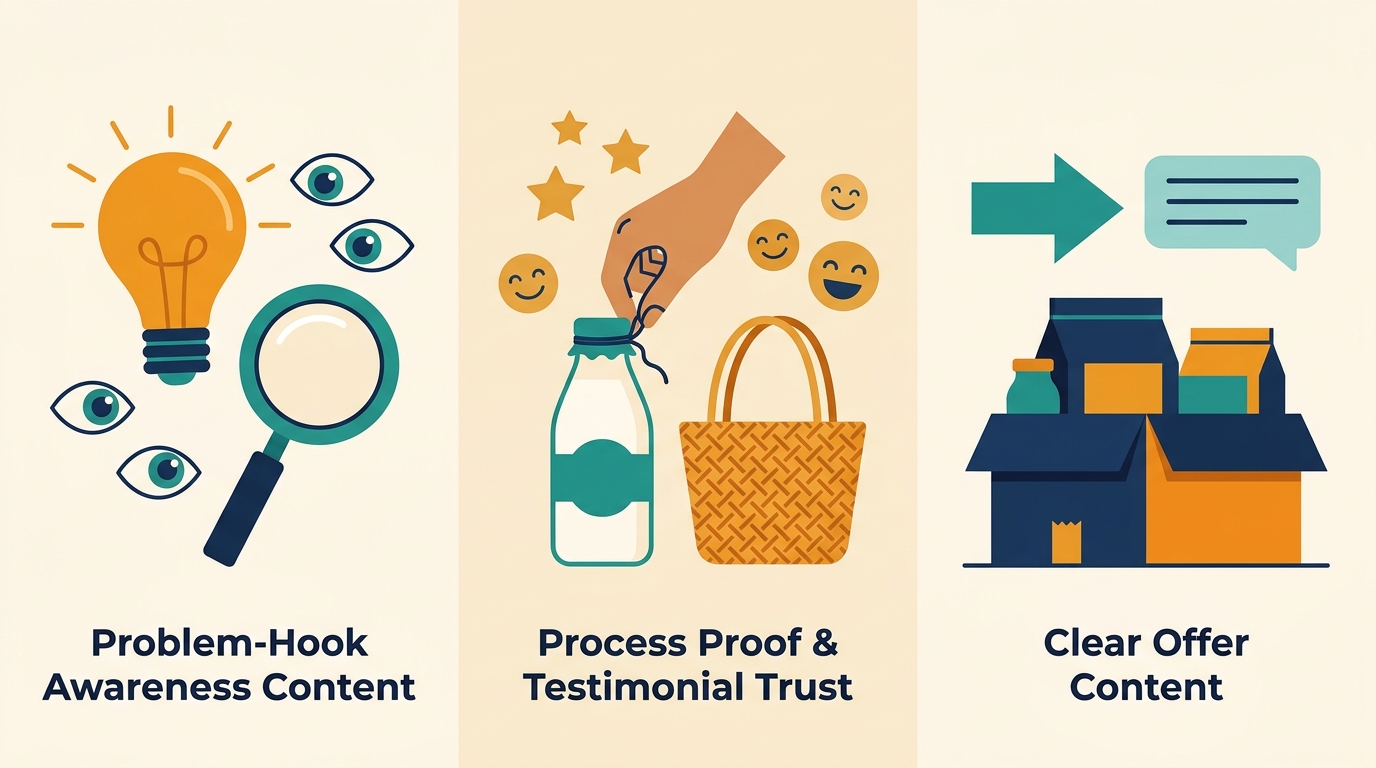 Problem-Hook
Awareness Content
Process Proof &
Testimonial Trust
Clear Offer
Content